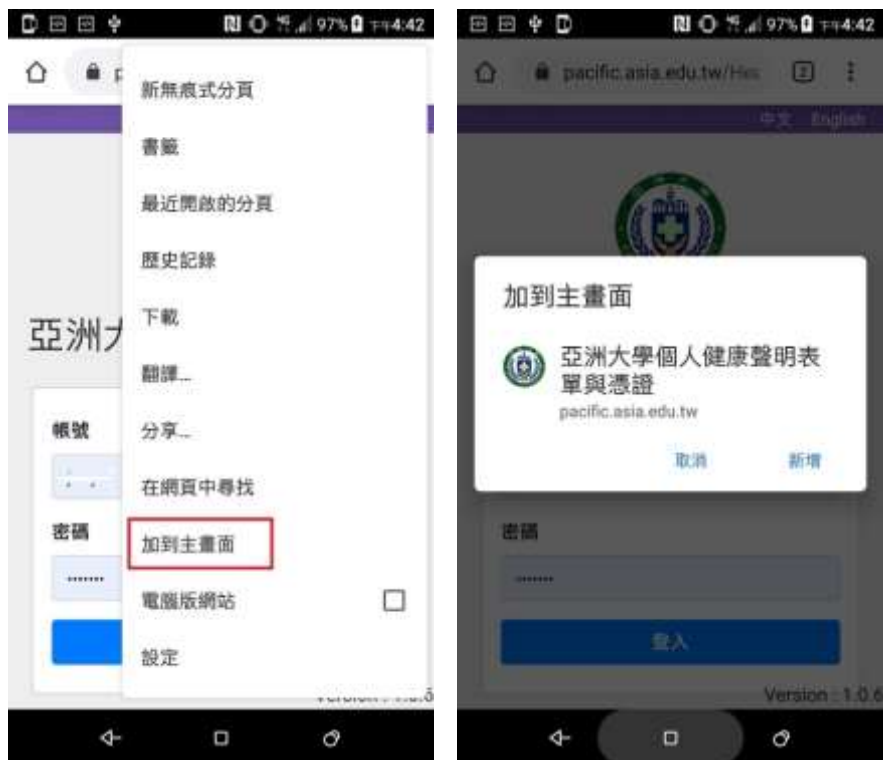 97% 下午4:42
新無痕式分頁
書籤
最近開啟的分頁
歷史記錄
下載
亞洲大
翻譯...
帳號
分享...
在網頁中尋找
密碼
加到主畫面
電腦版網站
設定
97% 下午4:42
pacific.asia.edu.tw/Hea
2
中文 English
加到主畫面
亞洲大學個人健康聲明表
單與憑證
pacific.asia.edu.tw
取消 新增
密碼
登入
Version : 1.0.6